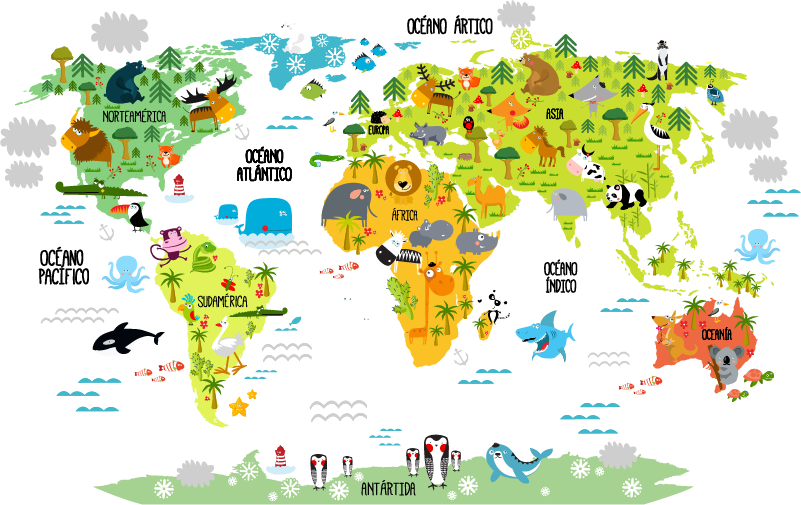 OCÉANO ÁRTICO
NORTEAMÉRICA
EUROPA
ASIA
OCÉANO
ATLÁNTICO
ÁFRICA
OCÉANO
PACÍFICO
OCÉANO
ÍNDICO
SUDAMÉRICA
OCEANÍA
ANTÁRTIDA